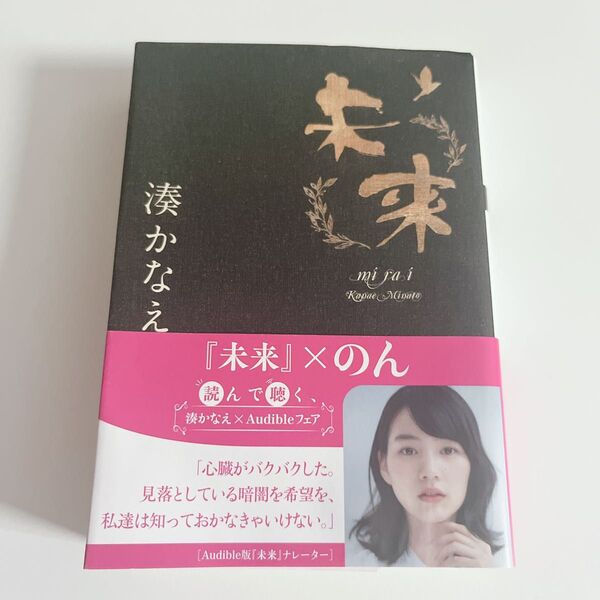 未来
mirai
Kanae Minato
湊かなえ
『未来』×のん
読んで聴く、
湊かなえ×Audibleフェア
「心臓がバクバクした。
見落としている暗闇を希望を、
私達は知っておかなきゃいけない。」
[Audible版『未来』ナレーター]